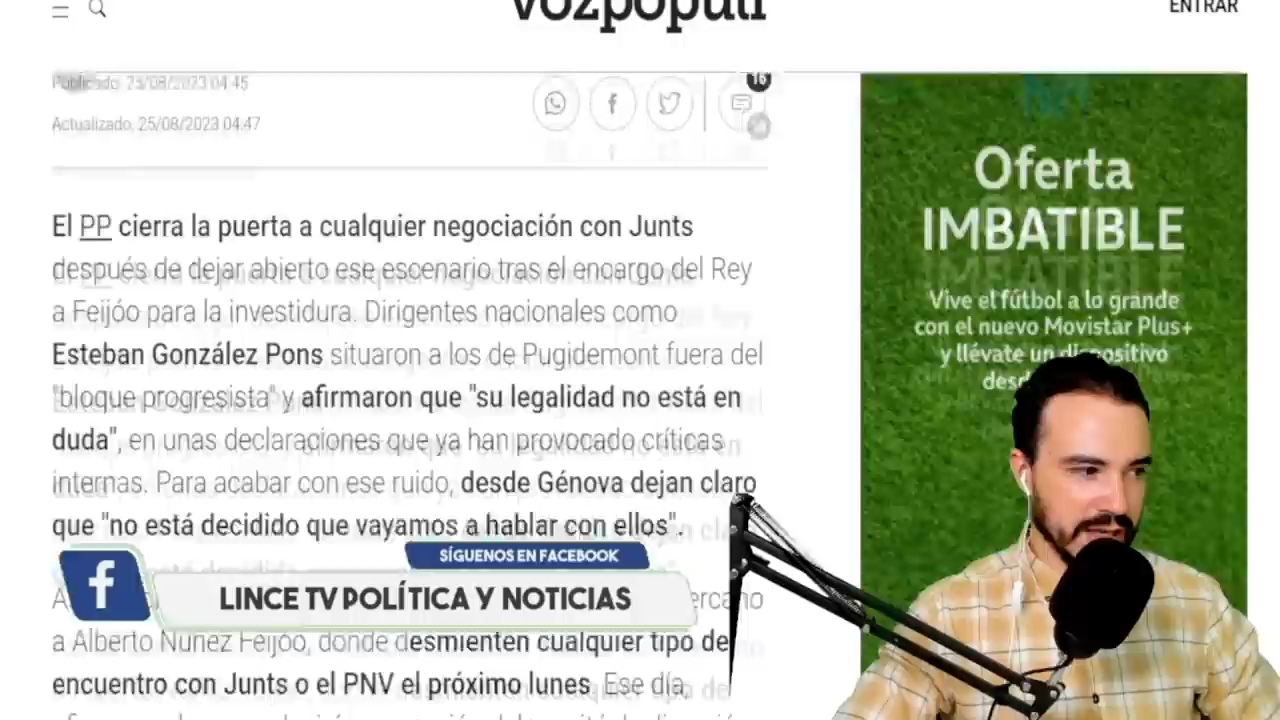 vozpópuli
ENTRAR
Publicado: 25/08/2023 04:45
16
Actualizado, 25/08/2023 04:47
El PP cierra la puerta a cualquier negociación con Junts
después de dejar abierto ese escenario tras el encargo del Rey
a Feijóo para la investidura. Dirigentes nacionales como
Esteban González Pons situaron a los de Pugidemont fuera del
"bloque progresista" y afirmaron que "su legalidad no está en
duda", en unas declaraciones que ya han provocado críticas
internas. Para acabar con ese ruido, desde Génova dejan claro
que "no está decidido que vayamos a hablar con ellos".
SÍGUENOS EN FACEBOOK
LINCE TV POLÍTICA Y NOTICIAS
a Alberto Núñez Feijóo, donde desmienten cualquier tipo de
encuentro con Junts o el PNV el próximo lunes. Ese día,
Oferta
IMBATIBLE
Vive el fútbol a lo grande
con el nuevo Movistar Plus+
y llévate un dispositivo